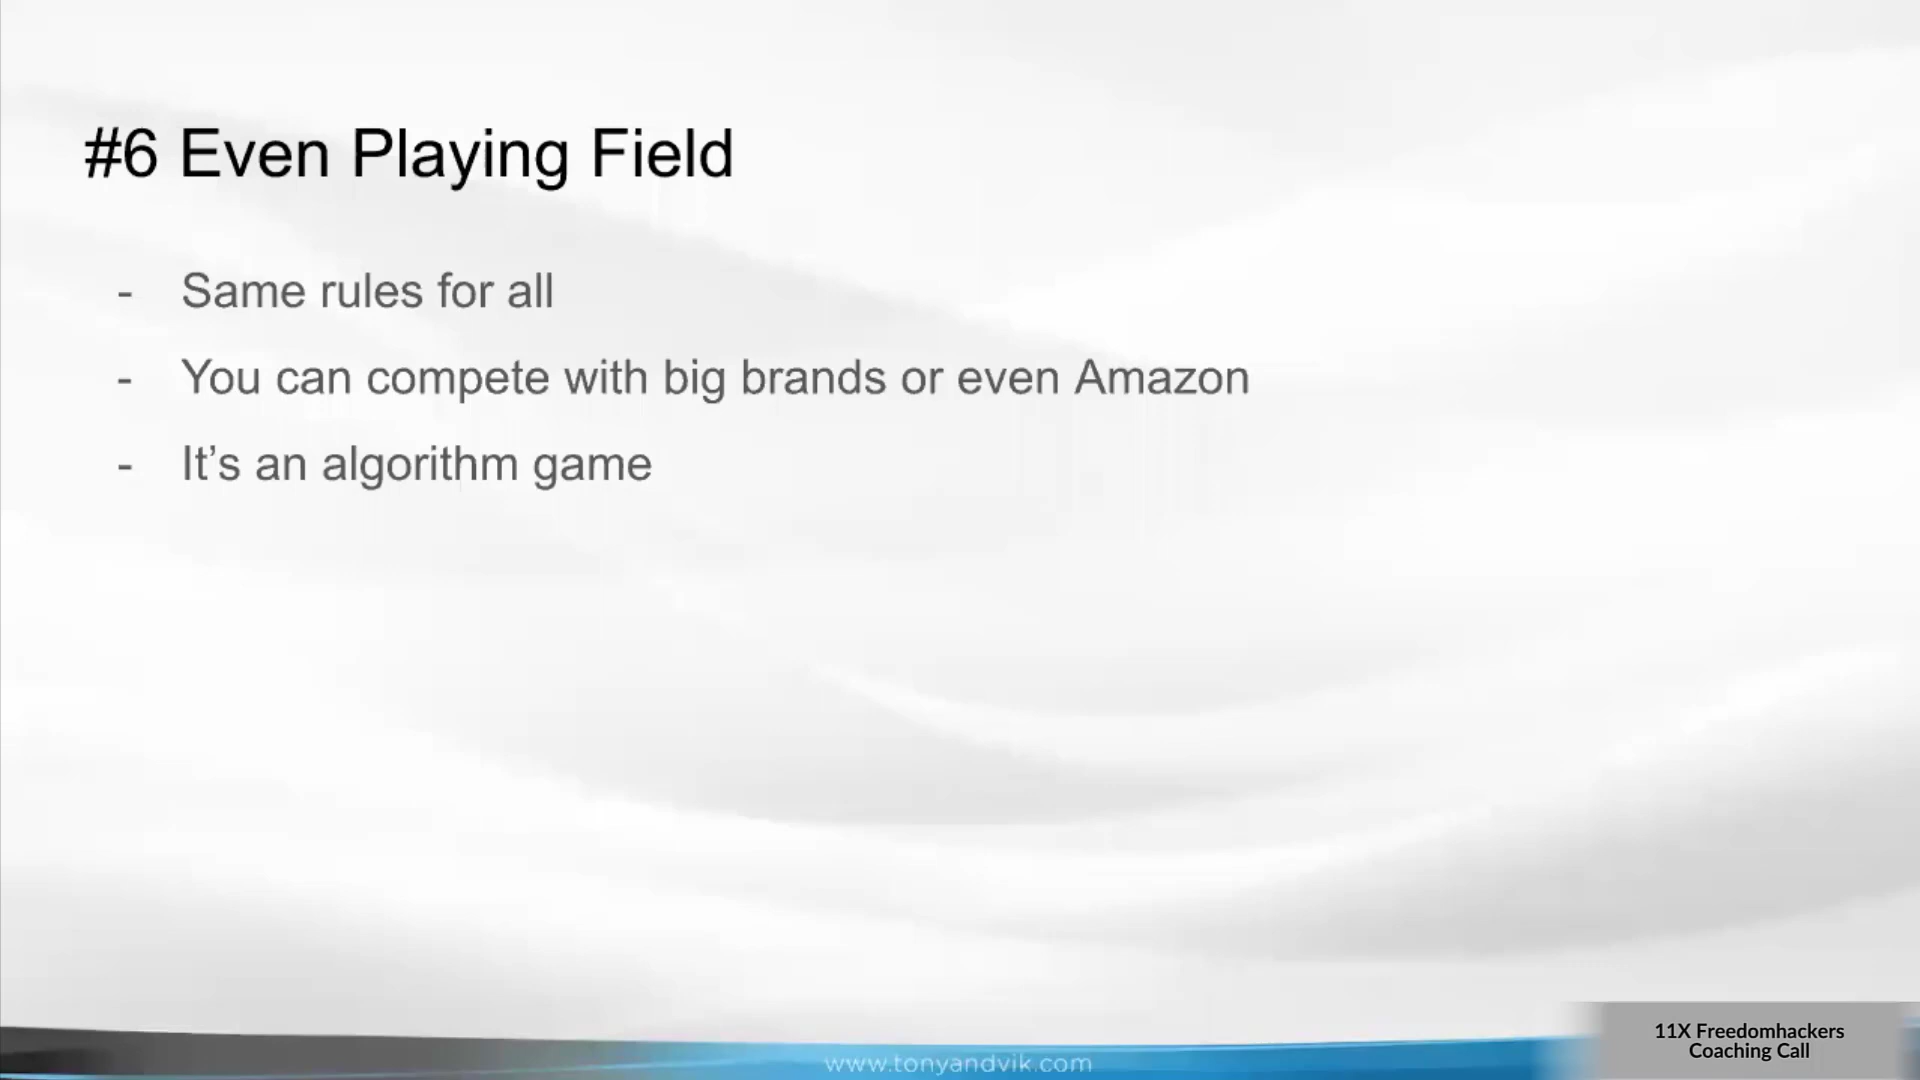 #6 Even Playing Field
- Same rules for all
- You can compete with big brands or even Amazon
- It’s an algorithm game
www.tonyandvik.com
11X Freedomhackers
Coaching Call